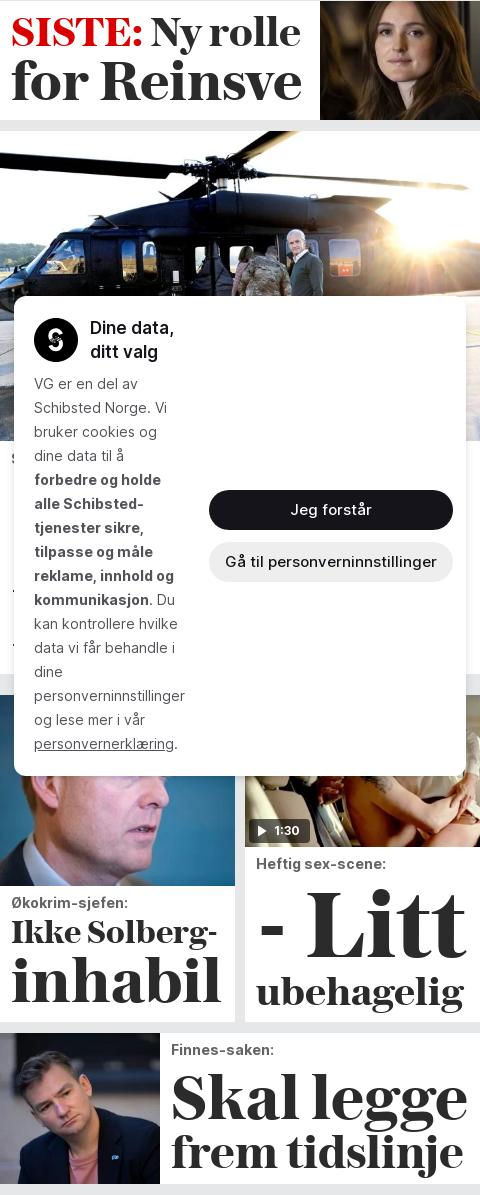 SISTE: Ny rolle
for Reinsve
Dine data,
ditt valg
VG er en del av
Schibsted Norge. Vi
bruker cookies og
dine data til å
forbedre og holde
alle Schibsted-
tjenester sikre,
tilpasse og måle
reklame, innhold og
kommunikasjon. Du
kan kontrollere hvilke
data vi får behandle i
dine
personverninnstillinger
og lese mer i vår
personvernerklæring.
Jeg forstår
Gå til personverninnstillinger
1:30
Økokrim-sjefen:
Ikke Solberg-
inhabil
Heftig sex-scene:
- Litt
ubehagelig
Finnes-saken:
Skal legge
frem tidslinje